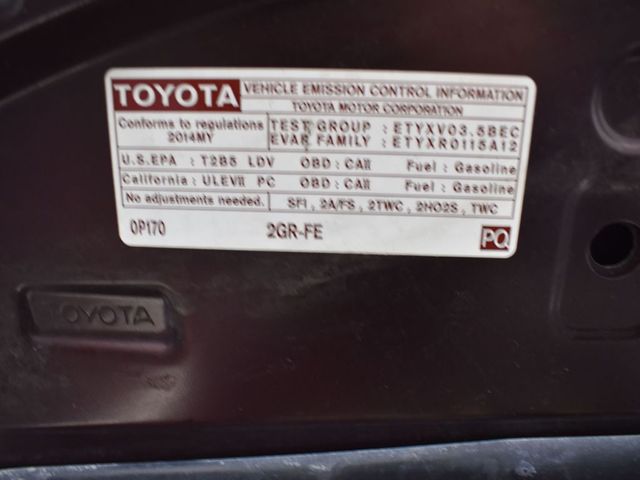 TOYOTA
VEHICLE EMISSION CONTROL INFORMATION
TOYOTA MOTOR CORPORATION
Conforms to regulations
2014MY
TEST GROUP : ETYXV03.5BEC
EVAP FAMILY : ETYXR0115A12
U.S.EPA : T2B5 LDV OBD : CAII Fuel : Gasoline
California : ULEVII PC OBD : CAII Fuel : Gasoline
No adjustments needed. SFI , 2A/FS , 2TWC , 2HO2S , TWC
0P170 2GR-FE PQ
TOYOTA